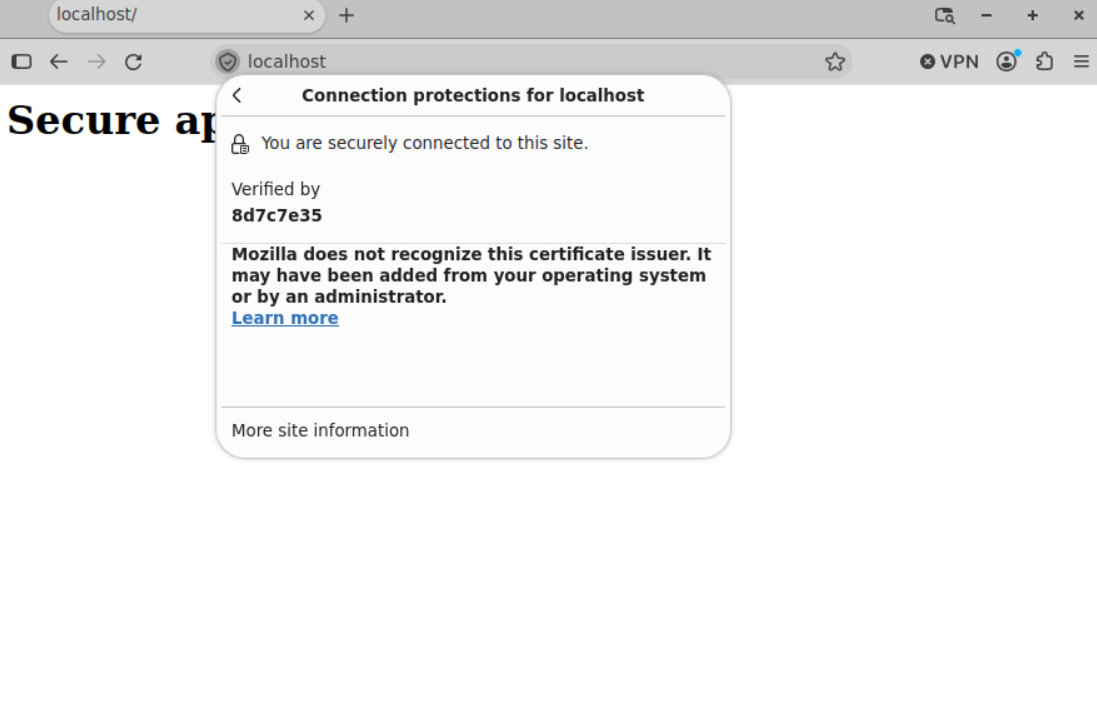 localhost/
localhost
VPN
Connection protections for localhost
Secure ap
You are securely connected to this site.
Verified by
8d7c7e35
Mozilla does not recognize this certificate issuer. It
may have been added from your operating system
or by an administrator.
Learn more
More site information